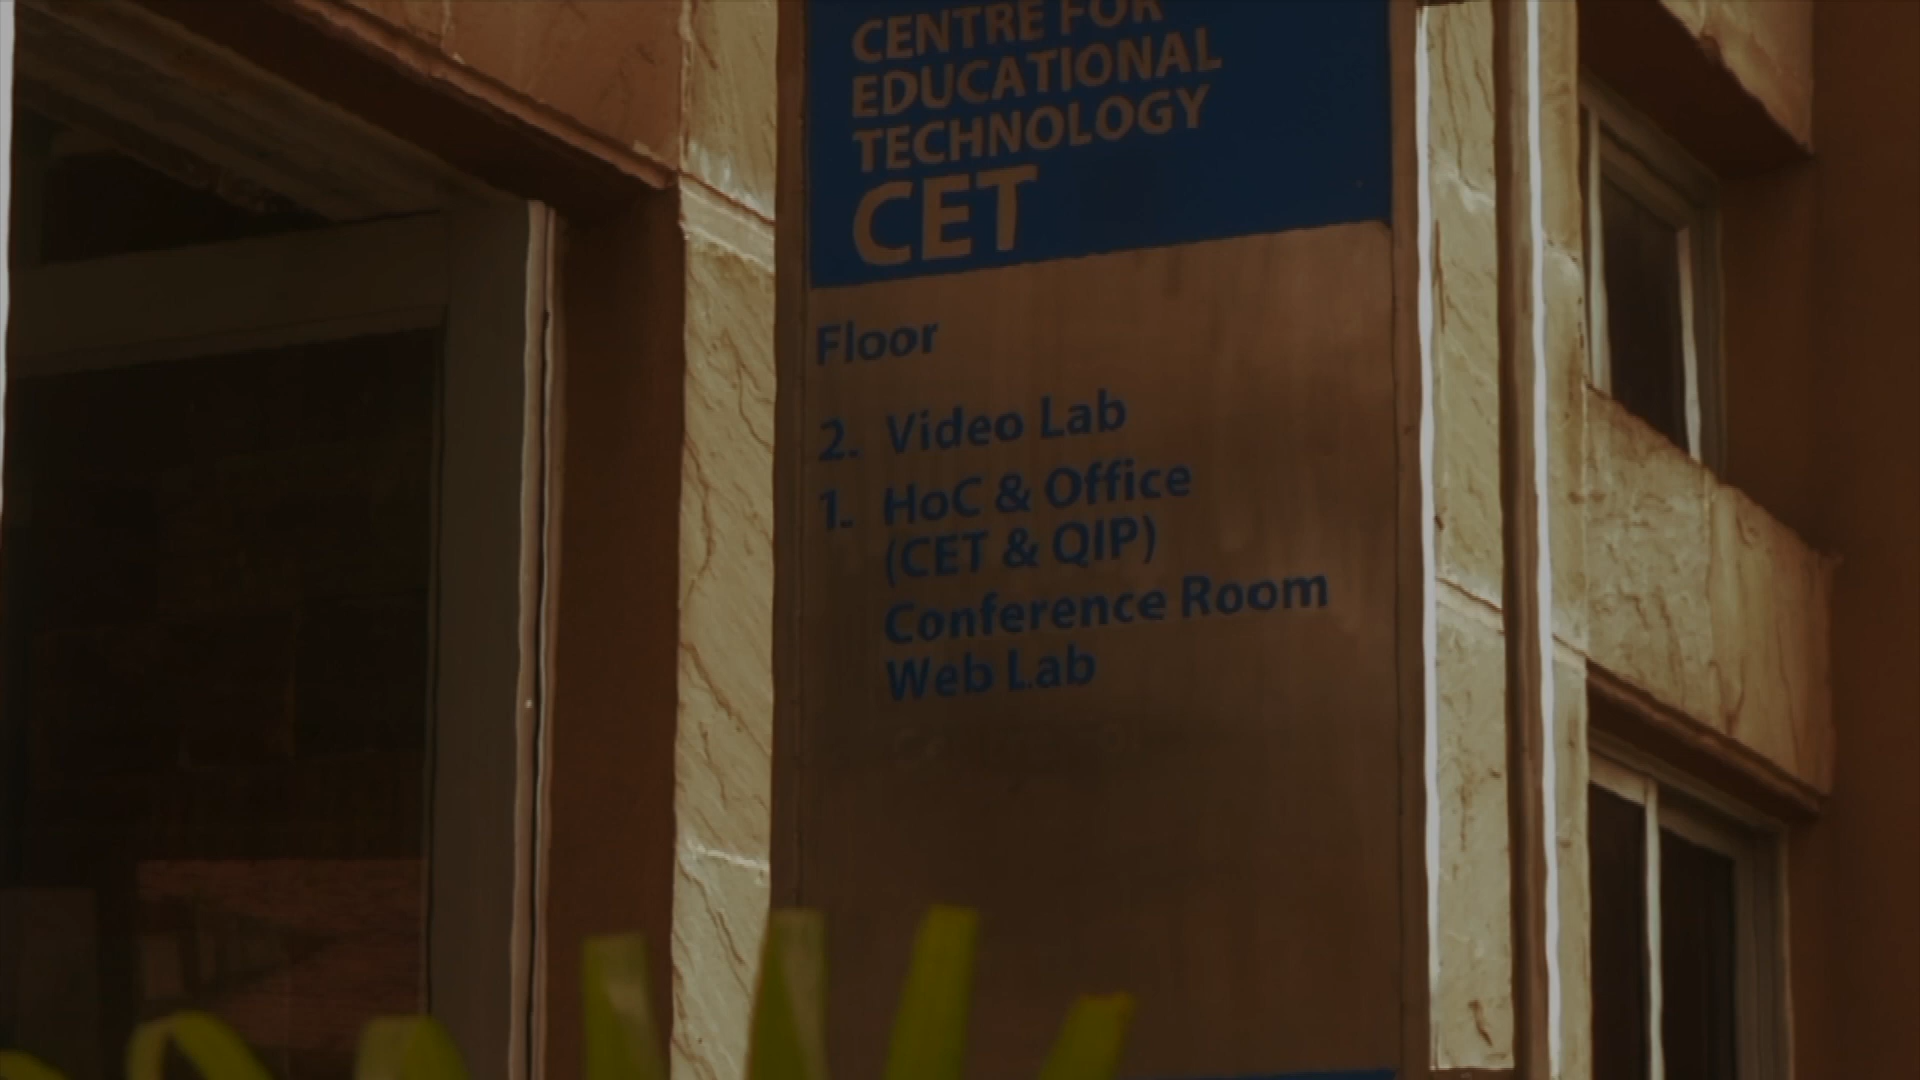 CENTRE FOR
EDUCATIONAL
TECHNOLOGY
CET
Floor
2. Video Lab
1. HoC & Office
(CET & QIP)
Conference Room
Web Lab